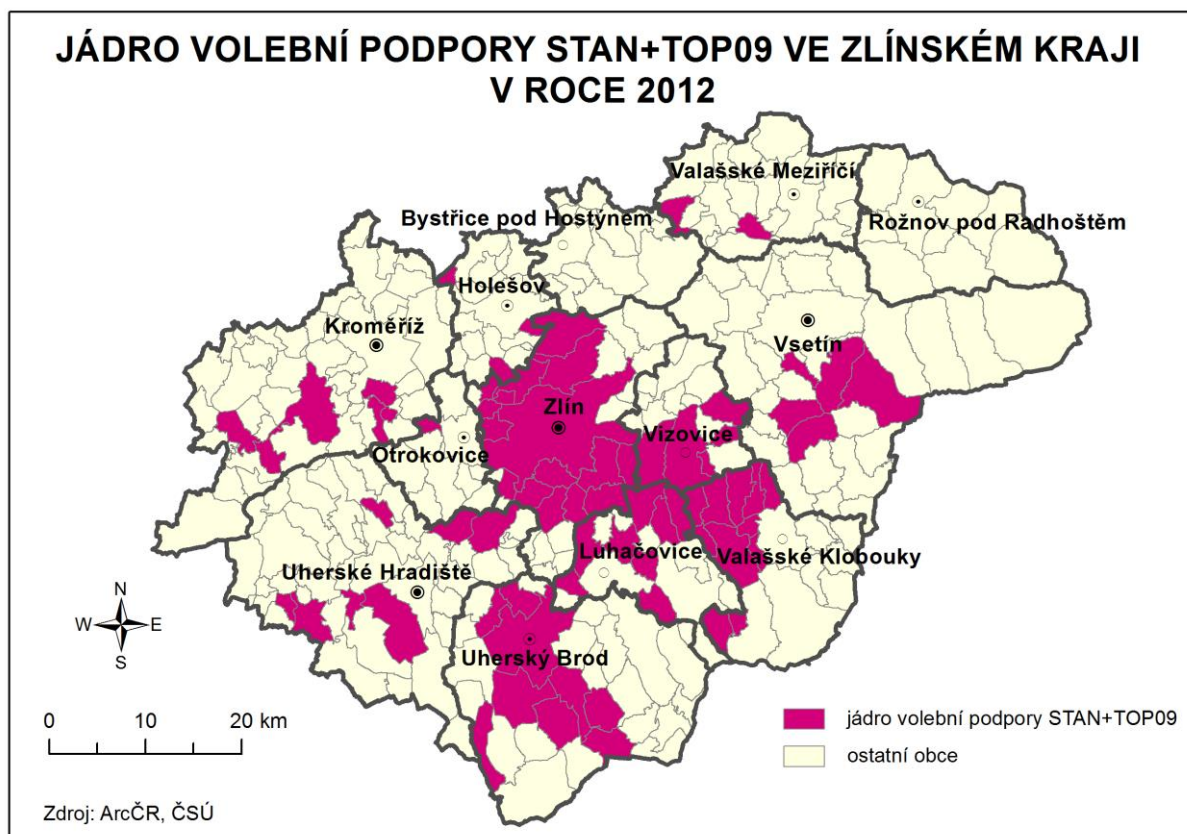 JÁDRO VOLEBNÍ PODPORY STAN+TOP09 VE ZLÍNSKÉM KRAJI
V ROCE 2012
Valašské Meziříčí
Bystřice pod Hostýnem
Rožnov pod Radhoštěm
Holešov
Kroměříž
Vsetín
Zlín
Vizovice
Otrokovice
Luhačovice
Valašské Klobouky
Uherské Hradiště
N
W
E
S
Uherský Brod
0 10 20 km
jádro volební podpory STAN+TOP09
ostatní obce
Zdroj: ArcČR, ČSÚ